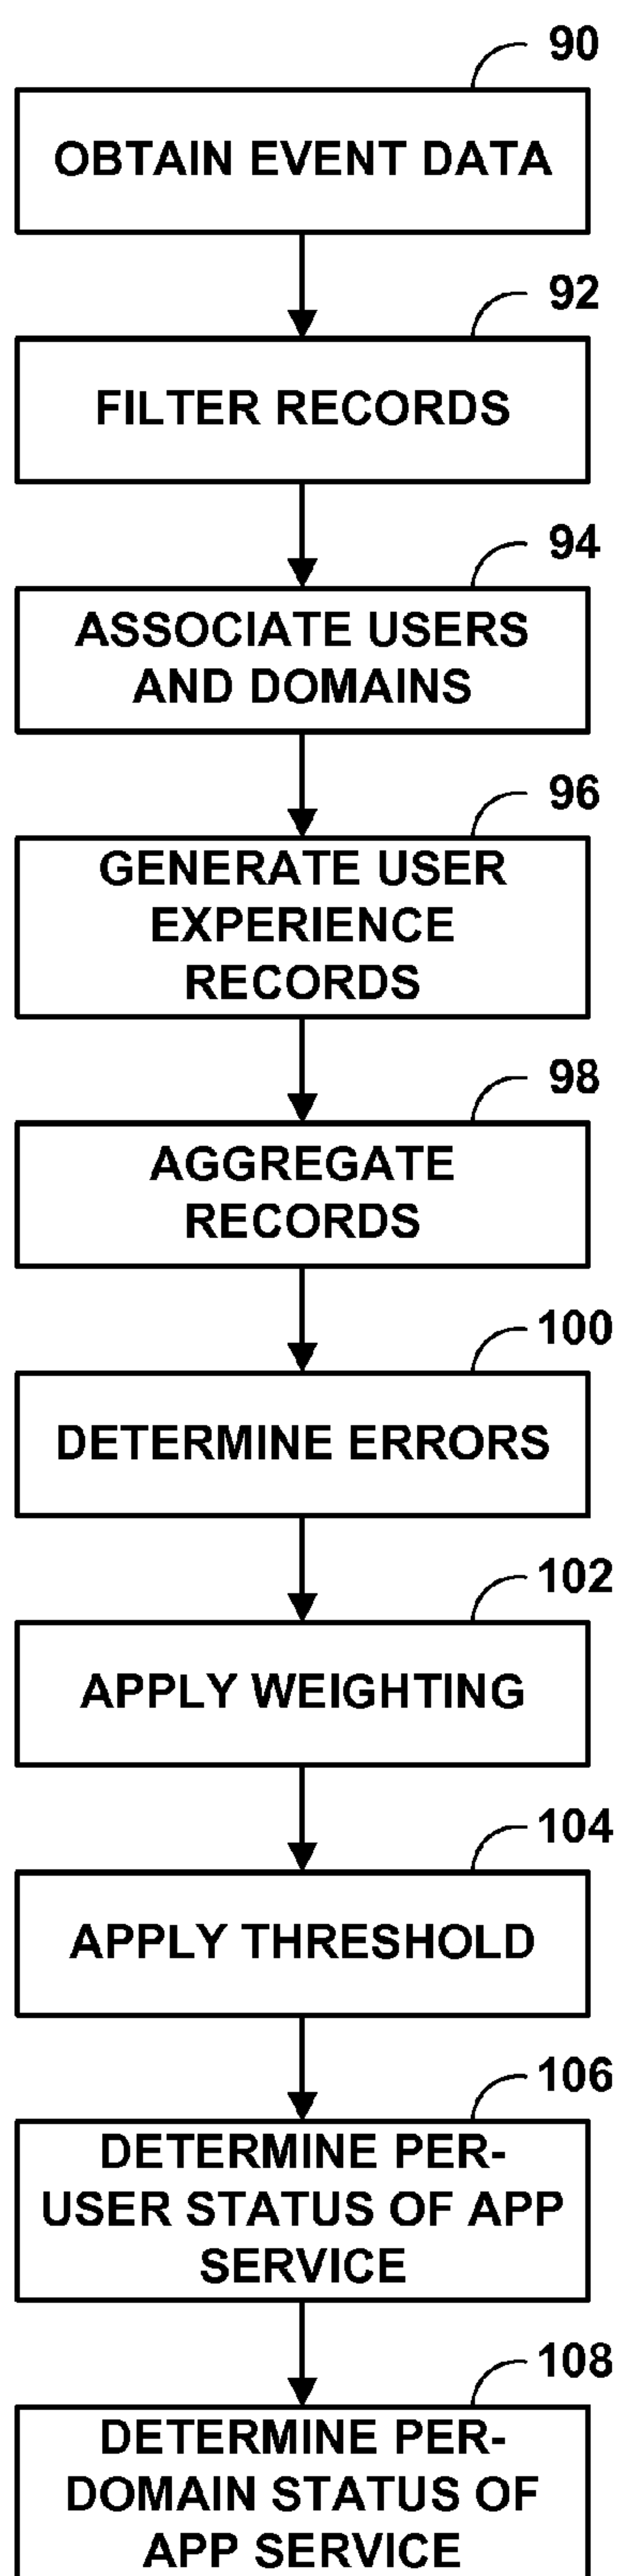 90
OBTAIN EVENT DATA
92
FILTER RECORDS
94
ASSOCIATE USERS
AND DOMAINS
96
GENERATE USER
EXPERIENCE
RECORDS
98
AGGREGATE
RECORDS
100
DETERMINE ERRORS
102
APPLY WEIGHTING
104
APPLY THRESHOLD
106
DETERMINE PER-
USER STATUS OF APP
SERVICE
108
DETERMINE PER-
DOMAIN STATUS OF
APP SERVICE